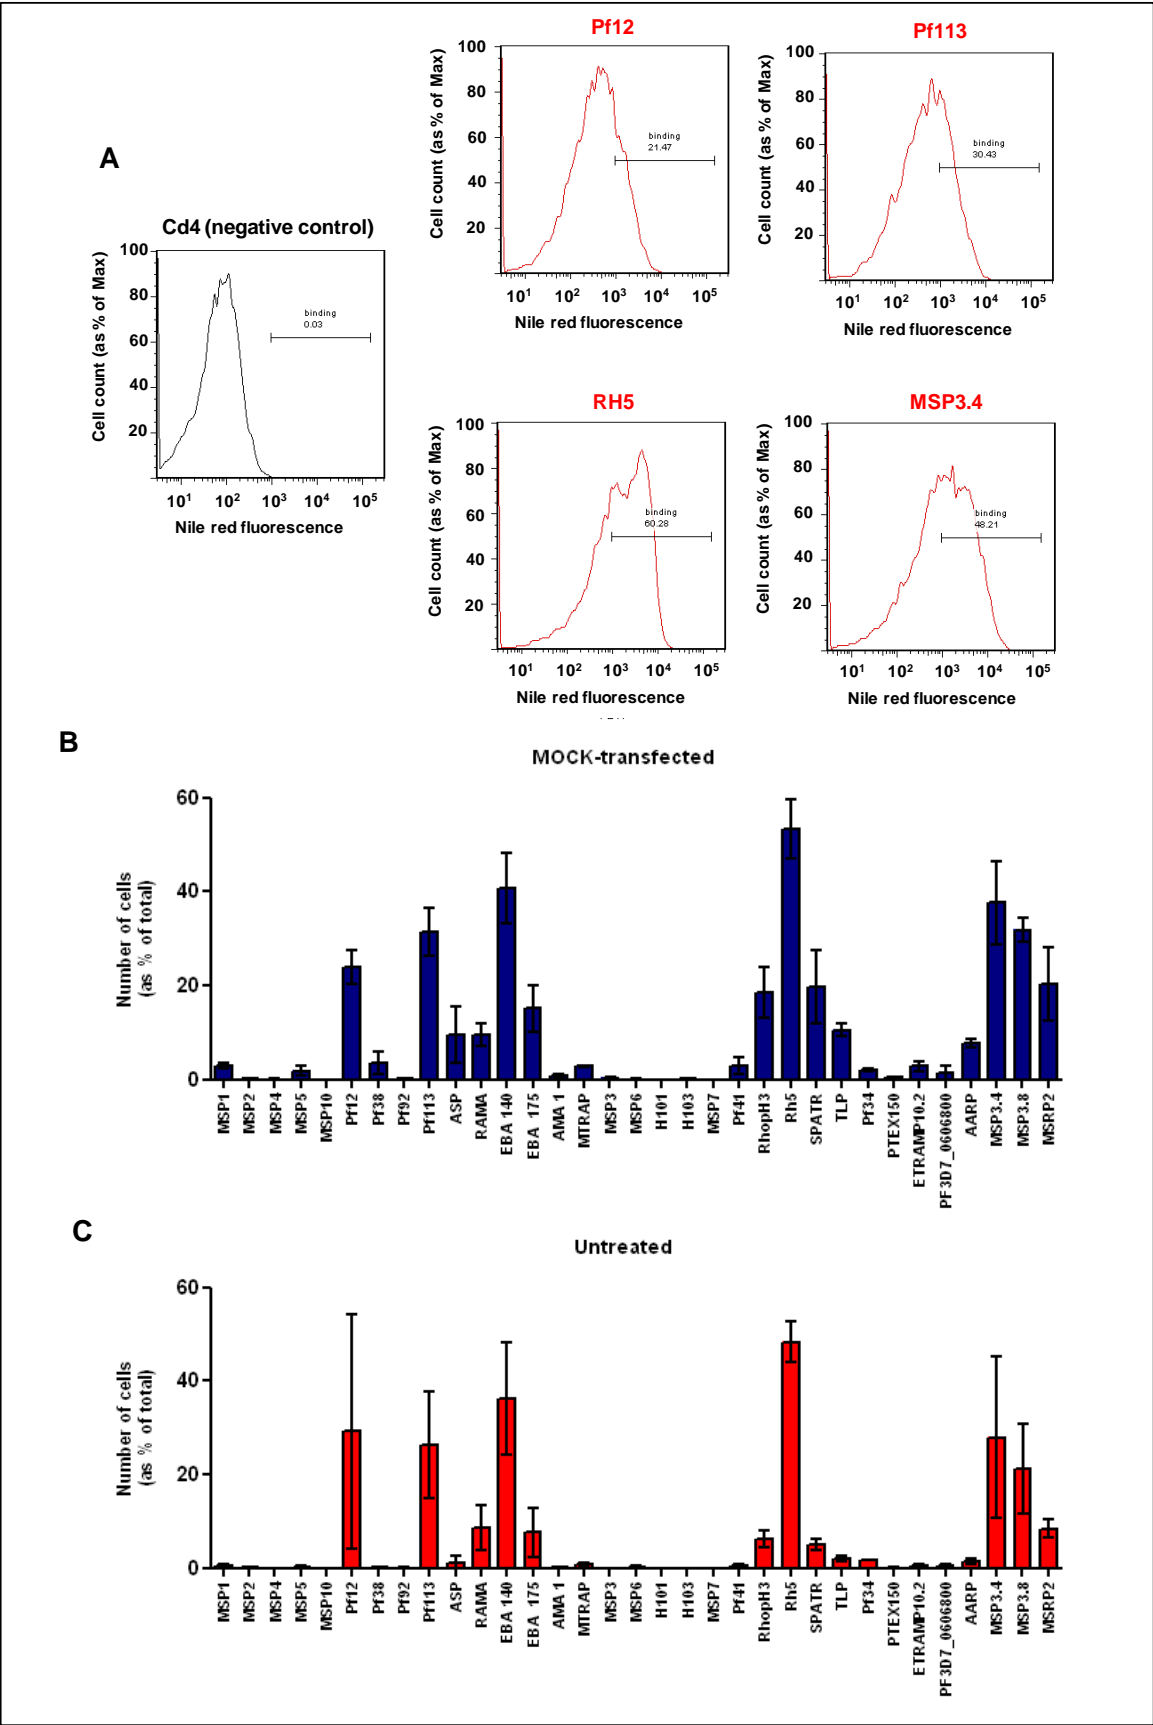 A
Cd4 (negative control)
Cell count (as % of Max)
100
80
60
40
20
binding
0.03
10¹ 10² 10³ 10⁴ 10⁵
Nile red fluorescence
Pf12
Cell count (as % of Max)
100
80
60
40
20
binding
21.47
10¹ 10² 10³ 10⁴ 10⁵
Nile red fluorescence
Pf113
Cell count (as % of Max)
100
80
60
40
20
binding
30.43
10¹ 10² 10³ 10⁴ 10⁵
Nile red fluorescence
RH5
Cell count (as % of Max)
100
80
60
40
20
binding
60.28
10¹ 10² 10³ 10⁴ 10⁵
Nile red fluorescence
MSP3.4
Cell count (as % of Max)
100
80
60
40
20
binding
48.21
10¹ 10² 10³ 10⁴ 10⁵
Nile red fluorescence
B
MOCK-transfected
Number of cells
(as % of total)
60
40
20
0
MSP1
MSP2
MSP4
MSP5
MSP10
Pf12
Pf38
Pf92
Pf113
ASP
RAMA
EBA 140
EBA 175
AMA 1
MTRAP
MSP3
MSP6
H101
H103
MSP7
Pf41
RhopH3
Rh5
SPATR
TLP
Pf34
PTEX150
ETRAMP10.2
PF3D7_0606800
AARP
MSP3.4
MSP3.8
MSRP2
C
Untreated
Number of cells
(as % of total)
60
40
20
0
MSP1
MSP2
MSP4
MSP5
MSP10
Pf12
Pf38
Pf92
Pf113
ASP
RAMA
EBA 140
EBA 175
AMA 1
MTRAP
MSP3
MSP6
H101
H103
MSP7
Pf41
RhopH3
Rh5
SPATR
TLP
Pf34
PTEX150
ETRAMP10.2
PF3D7_0606800
AARP
MSP3.4
MSP3.8
MSRP2